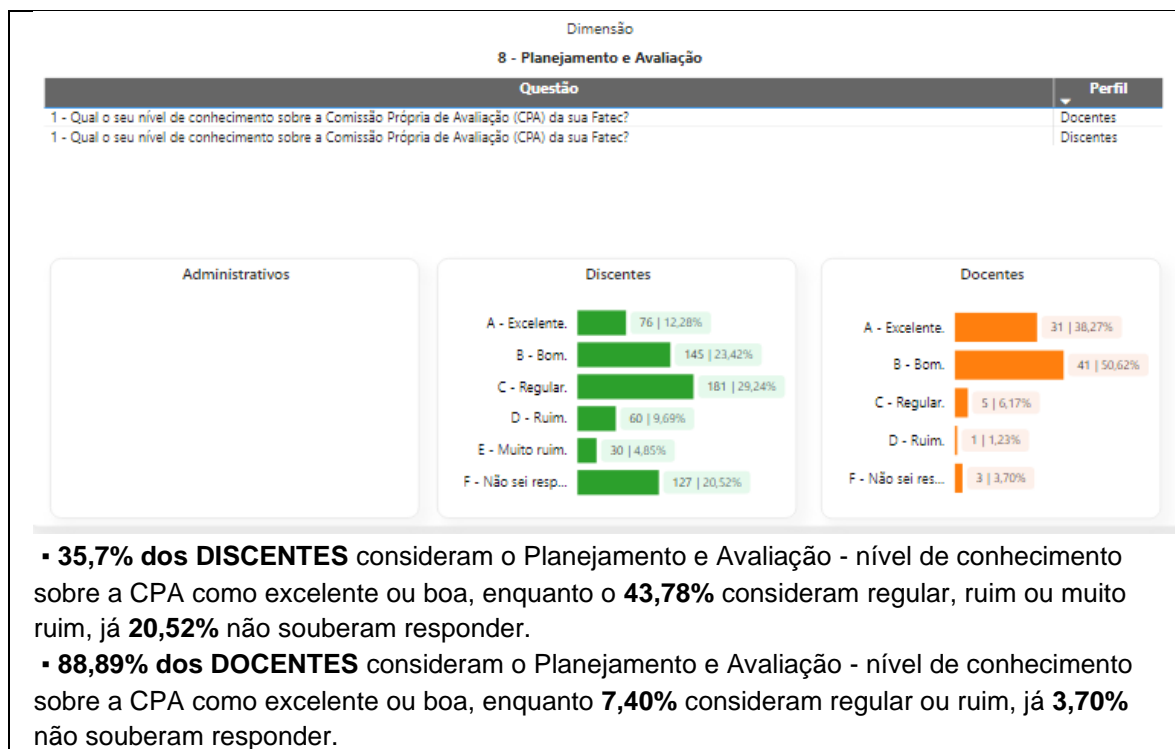 Dimensão
8 - Planejamento e Avaliação
Questão Perfil
1 - Qual o seu nível de conhecimento sobre a Comissão Própria de Avaliação (CPA) da sua Fatec? Docentes
1 - Qual o seu nível de conhecimento sobre a Comissão Própria de Avaliação (CPA) da sua Fatec? Discentes
Administrativos
Discentes
A - Excelente. 76 | 12,28%
B - Bom. 145 | 23,42%
C - Regular. 181 | 29,24%
D - Ruim. 60 | 9,69%
E - Muito ruim. 30 | 4,85%
F - Não sei resp... 127 | 20,52%
Docentes
A - Excelente. 31 | 38,27%
B - Bom. 41 | 50,62%
C - Regular. 5 | 6,17%
D - Ruim. 1 | 1,23%
F - Não sei res... 3 | 3,70%
▪ 35,7% dos DISCENTES consideram o Planejamento e Avaliação - nível de conhecimento
sobre a CPA como excelente ou boa, enquanto o 43,78% consideram regular, ruim ou muito
ruim, já 20,52% não souberam responder.
▪ 88,89% dos DOCENTES consideram o Planejamento e Avaliação - nível de conhecimento
sobre a CPA como excelente ou boa, enquanto 7,40% consideram regular ou ruim, já 3,70%
não souberam responder.